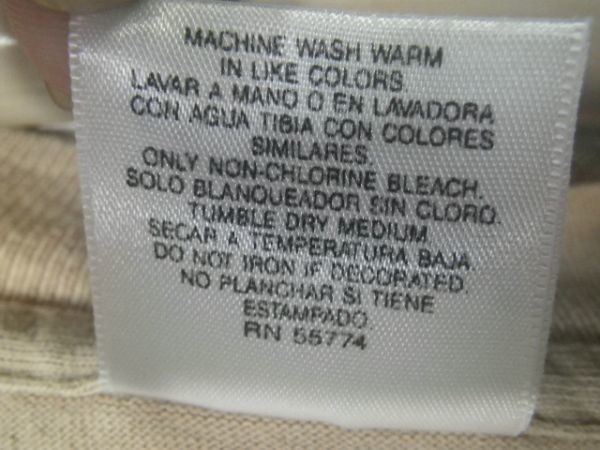 MACHINE WASH WARM
IN LIKE COLORS.
LAVAR A MANO O EN LAVADORA
CON AGUA TIBIA CON COLORES
SIMILARES.
ONLY NON-CHLORINE BLEACH.
SOLO BLANQUEADOR SIN CLORO.
TUMBLE DRY MEDIUM
SECAR A TEMPERATURA BAJA.
DO NOT IRON IF DECORATED.
NO PLANCHAR SI TIENE
ESTAMPADO.
RN 55774